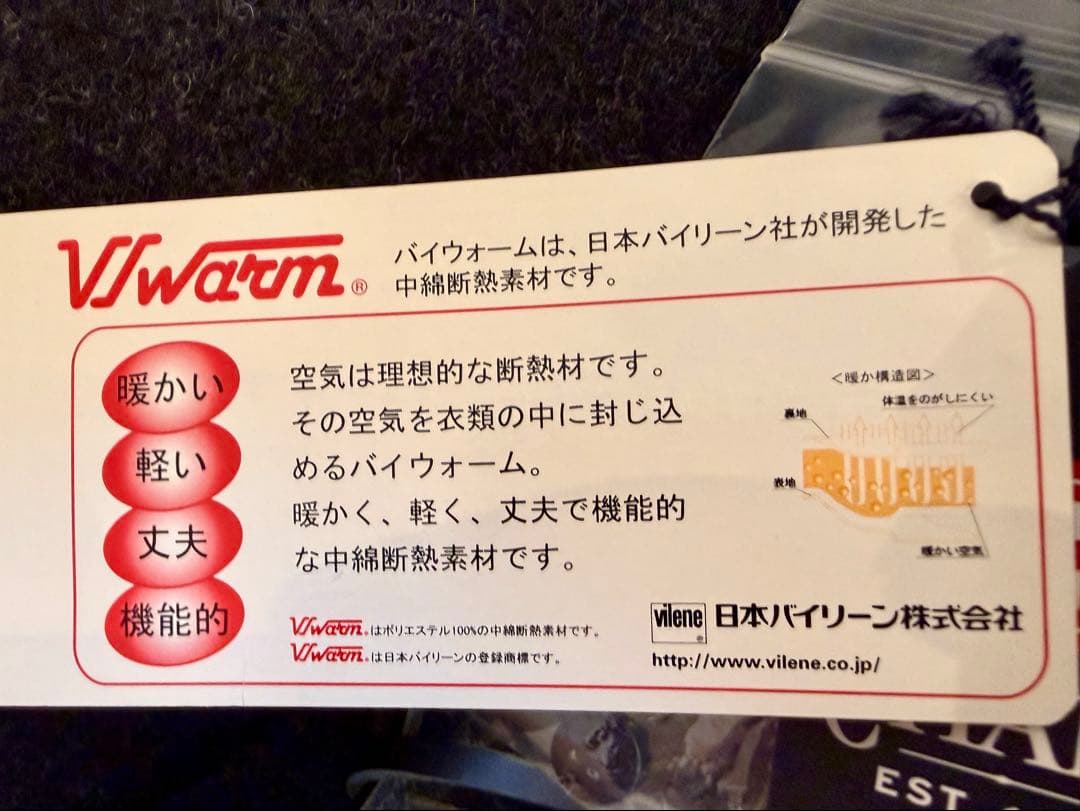 VIwarm®
バイウォームは、日本バイリーン社が開発した
中綿断熱素材です。
暖かい
軽い
丈夫
機能的
空気は理想的な断熱材です。
その空気を衣類の中に封じ込
めるバイウォーム。
暖かく、軽く、丈夫で機能的
な中綿断熱素材です。
<暖か構造図>
体温をのがしにくい
裏地
表地
暖かい空気
VIwarm®はポリエステル100%の中綿断熱素材です。
VIwarm®は日本バイリーンの登録商標です。
vilene®
日本バイリーン株式会社
http://www.vilene.co.jp/
EST